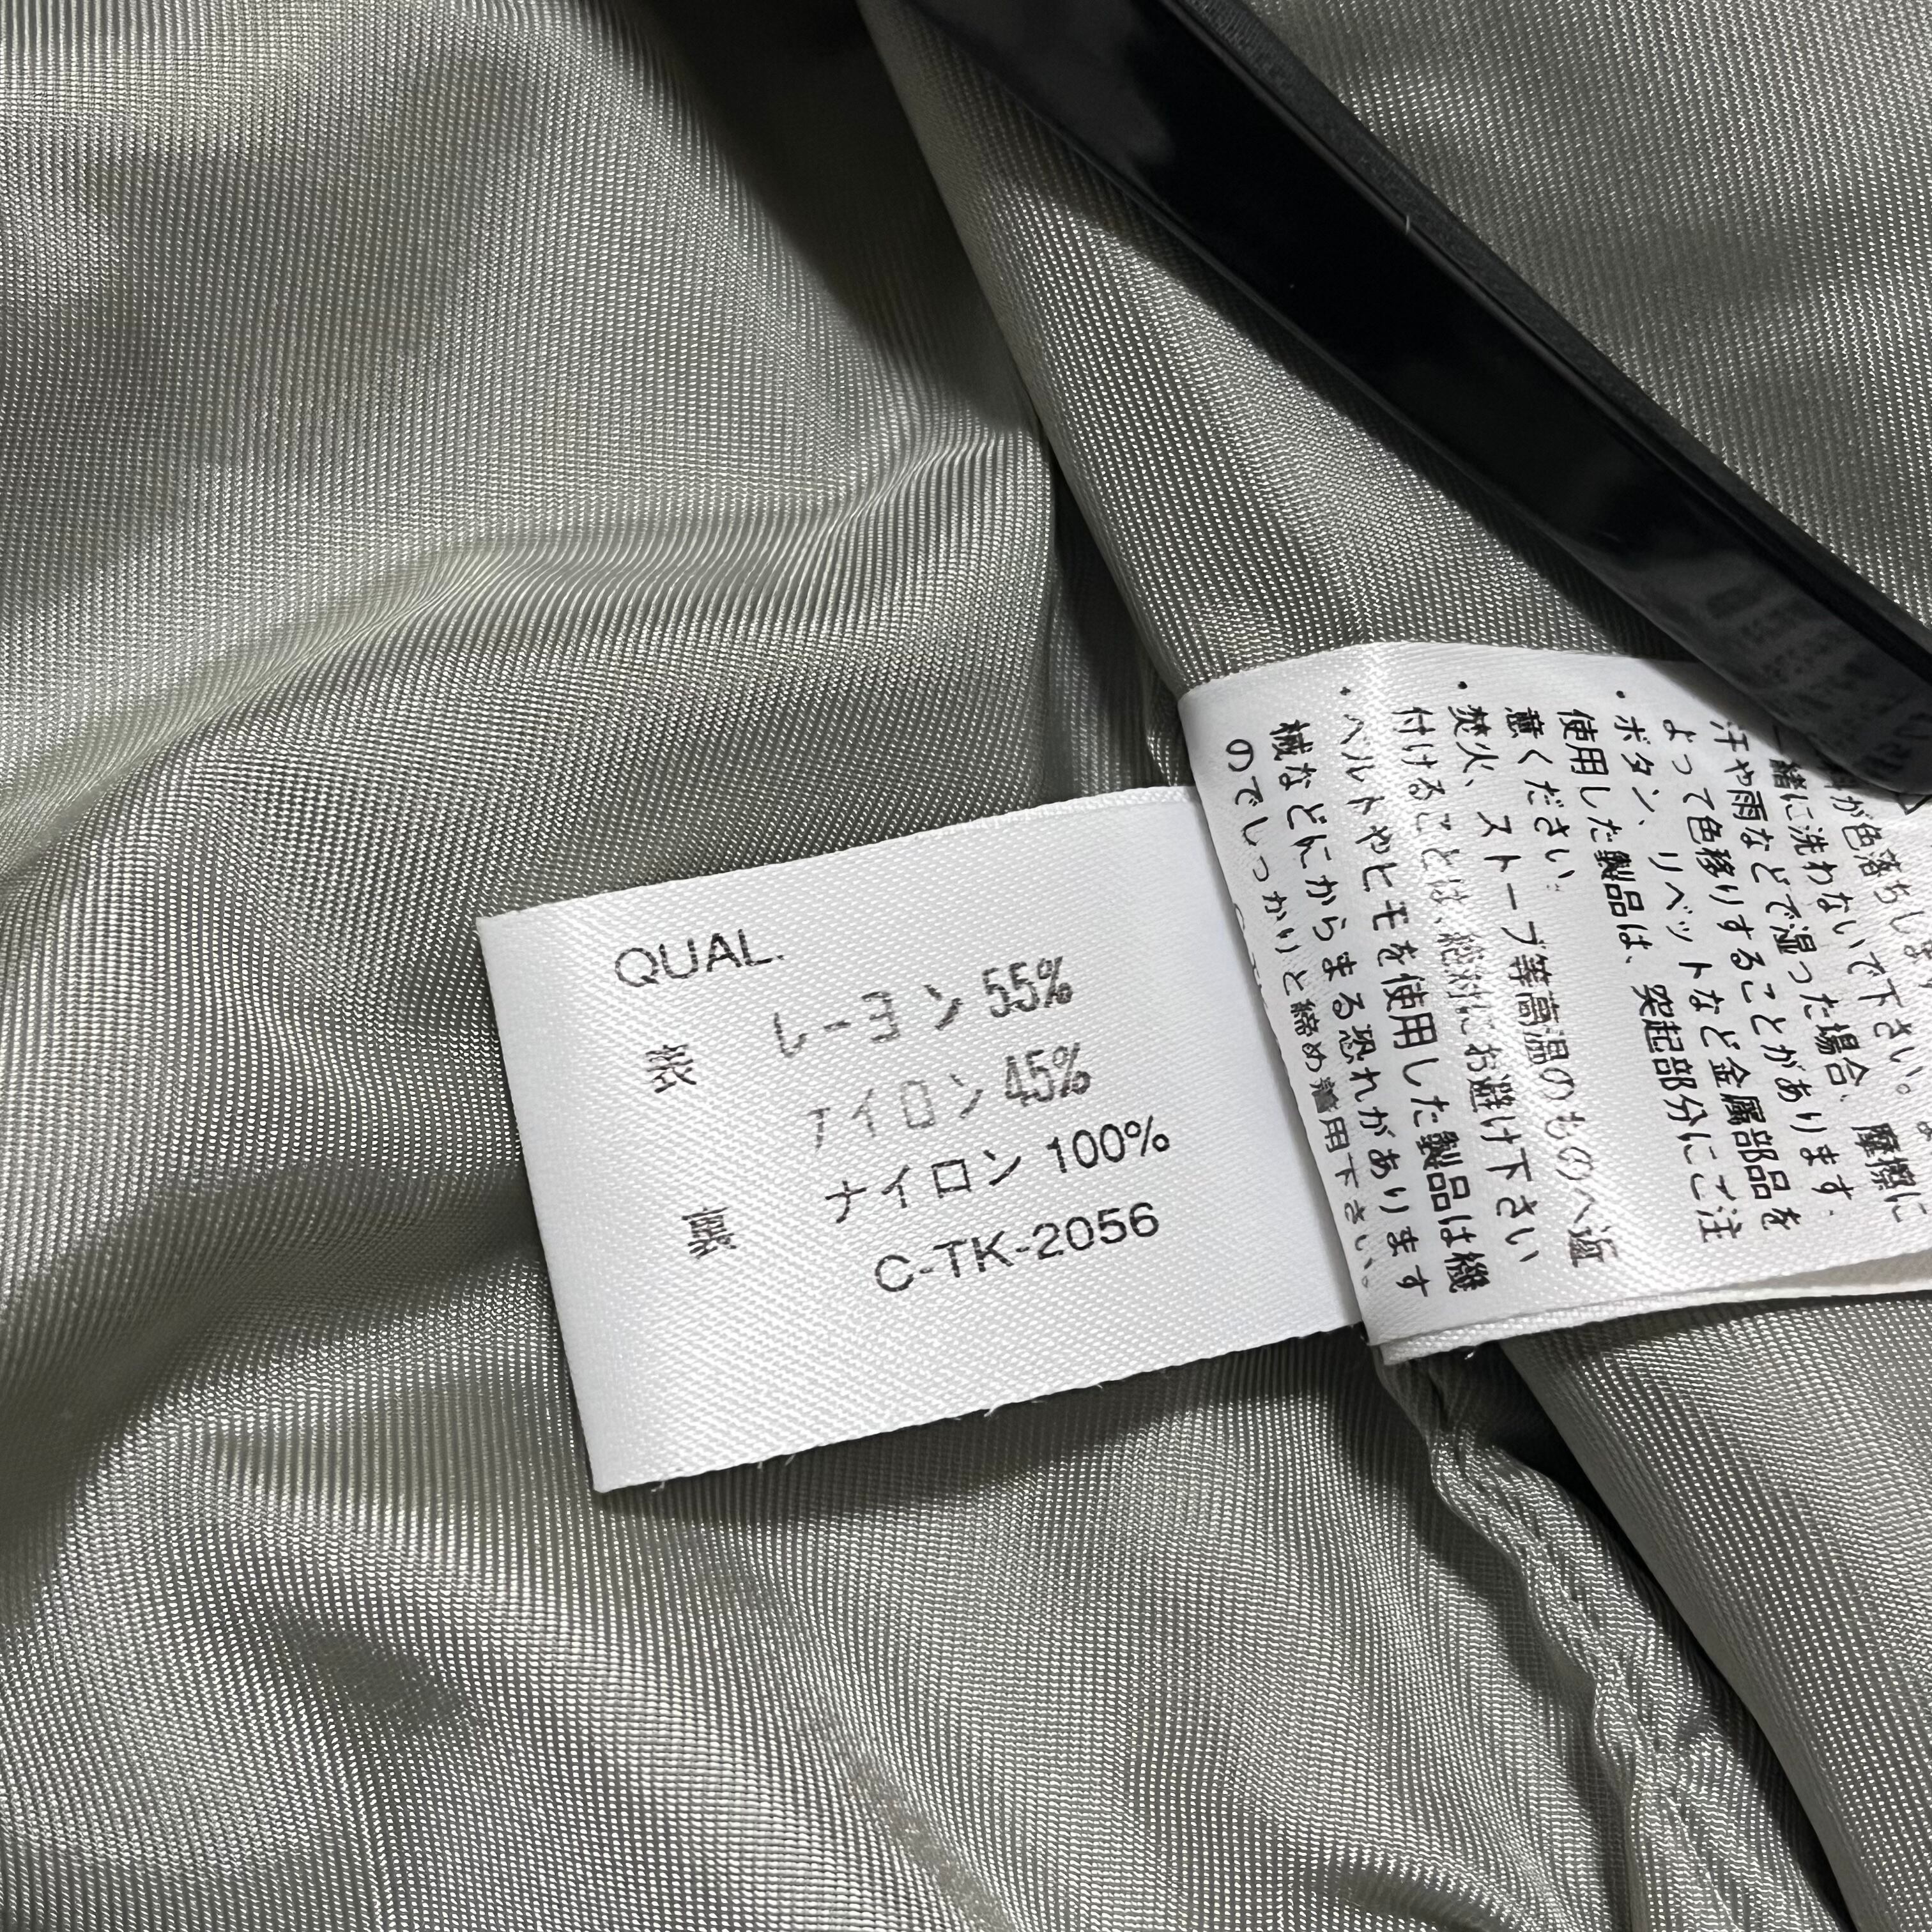 QUAL.
表 レーヨン 55%
ナイロン 45%
裏 ナイロン 100%
C-TK-2056
が色落ちしま
一緒に洗わないで下さい。
汗や雨などで湿った場合、摩擦に
よって色移りすることがあります.
・ボタン、リベットなど金属部品を
使用した製品は、突起部分にご注
意ください.
・焚火、ストーブ等高温のものへ近
付けることは、絶対にお避け下さい
・ベルトやヒモを使用した製品は機
械などにからまる恐れがあります
のでしっかりと締め着用下さい。